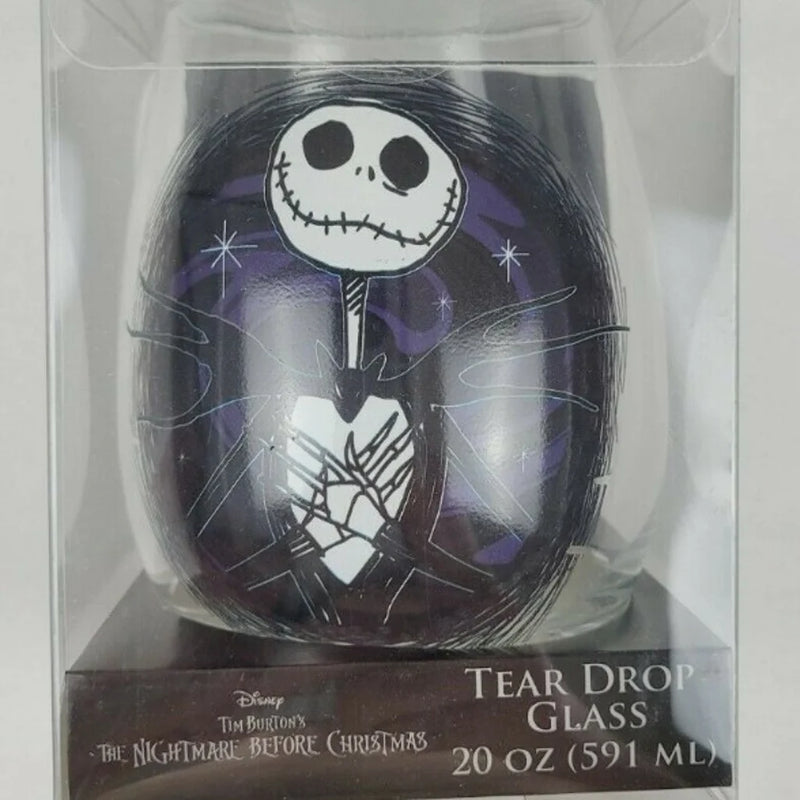 Disney
TIM BURTON'S
THE NIGHTMARE BEFORE CHRISTMAS
TEAR DROP
GLASS
20 OZ (591 ML)